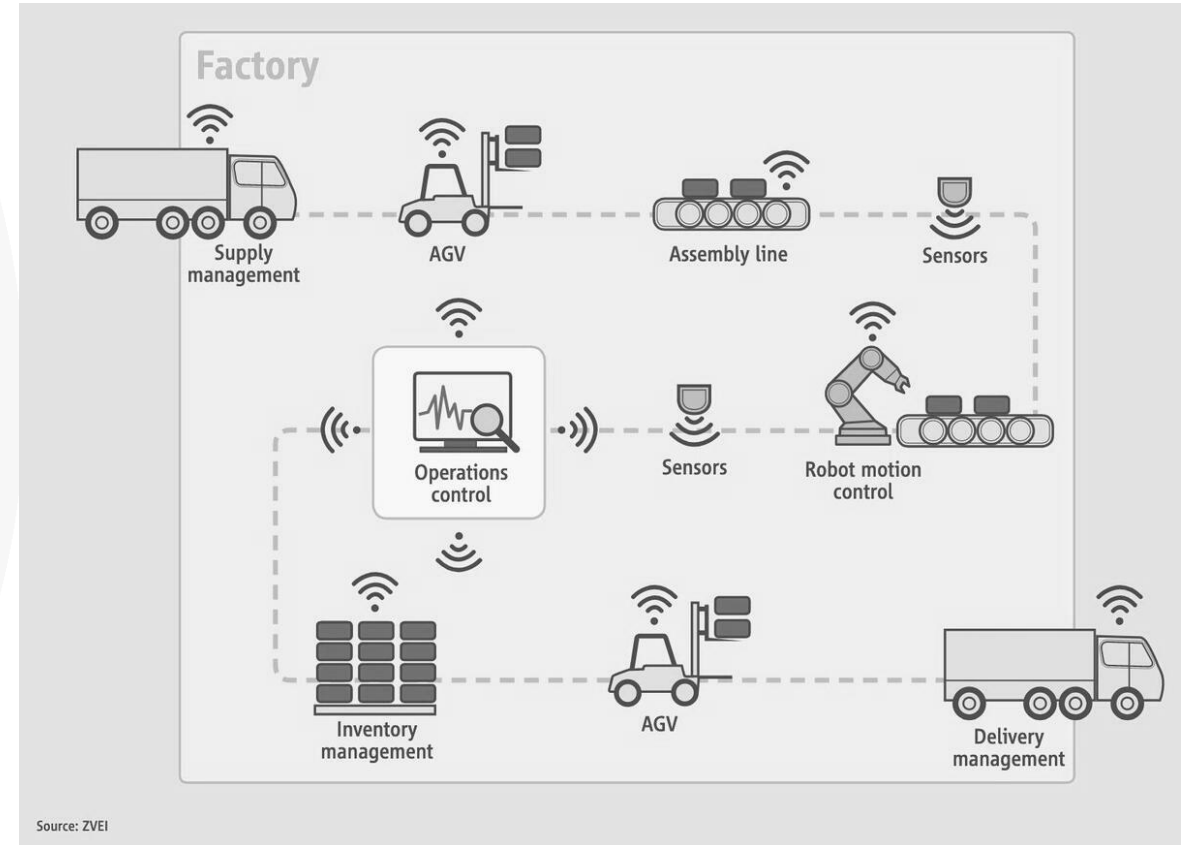 Factory
Supply
management
AGV
Assembly line
Sensors
Operations
control
Sensors
Robot motion
control
Inventory
management
AGV
Delivery
management
Source: ZVEI